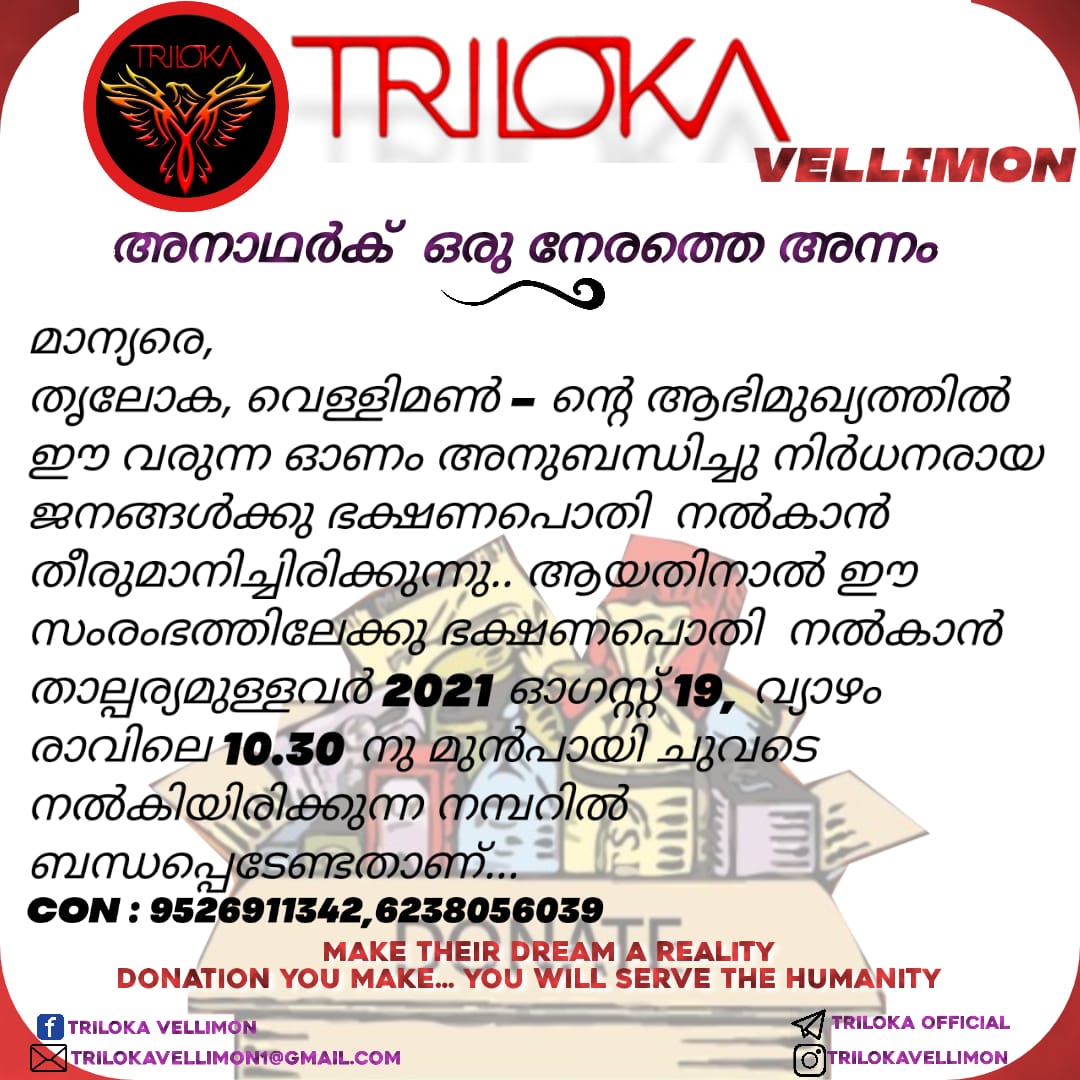 TRILOKA
TRILOKA
VELLIMON
അനാഥർക് ഒരു നേരത്തെ അന്നം
മാന്യരെ,
തൃലോക, വെള്ളിമൺ - ന്റെ ആഭിമുഖ്യത്തിൽ
ഈ വരുന്ന ഓണം അനുബന്ധിച്ചു നിർധനരായ
ജനങ്ങൾക്കു ഭക്ഷണപൊതി നൽകാൻ
തീരുമാനിച്ചിരിക്കുന്നു.. ആയതിനാൽ ഈ
സംരംഭത്തിലേക്കു ഭക്ഷണപൊതി നൽകാൻ
താല്പര്യമുള്ളവർ 2021 ഓഗസ്റ്റ് 19, വ്യാഴം
രാവിലെ 10.30 നു മുൻപായി ചുവടെ
നൽകിയിരിക്കുന്ന നമ്പറിൽ
ബന്ധപ്പെടേണ്ടതാണ്...
CON : 9526911342,6238056039
DONATE
MAKE THEIR DREAM A REALITY
DONATION YOU MAKE... YOU WILL SERVE THE HUMANITY
TRILOKA VELLIMON
TRILOKA OFFICIAL
TRILOKAVELLIMON1@GMAIL.COM
TRILOKAVELLIMON